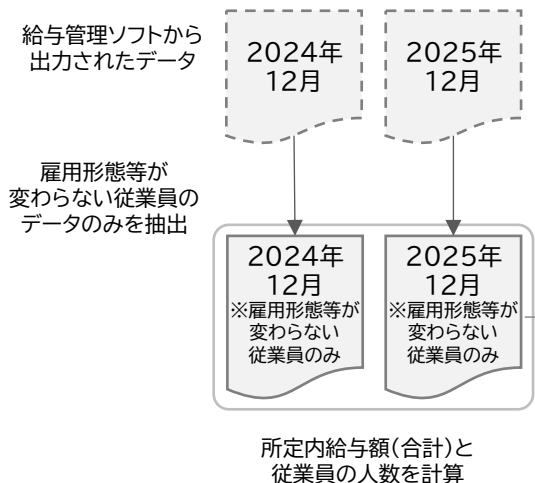 給与管理ソフトから
出力されたデータ
2024年
12月
2025年
12月
雇用形態等が
変わらない従業員の
データのみを抽出
2024年
12月
※雇用形態等が
変わらない
従業員のみ
2025年
12月
※雇用形態等が
変わらない
従業員のみ
所定内給与額(合計)と
従業員の人数を計算